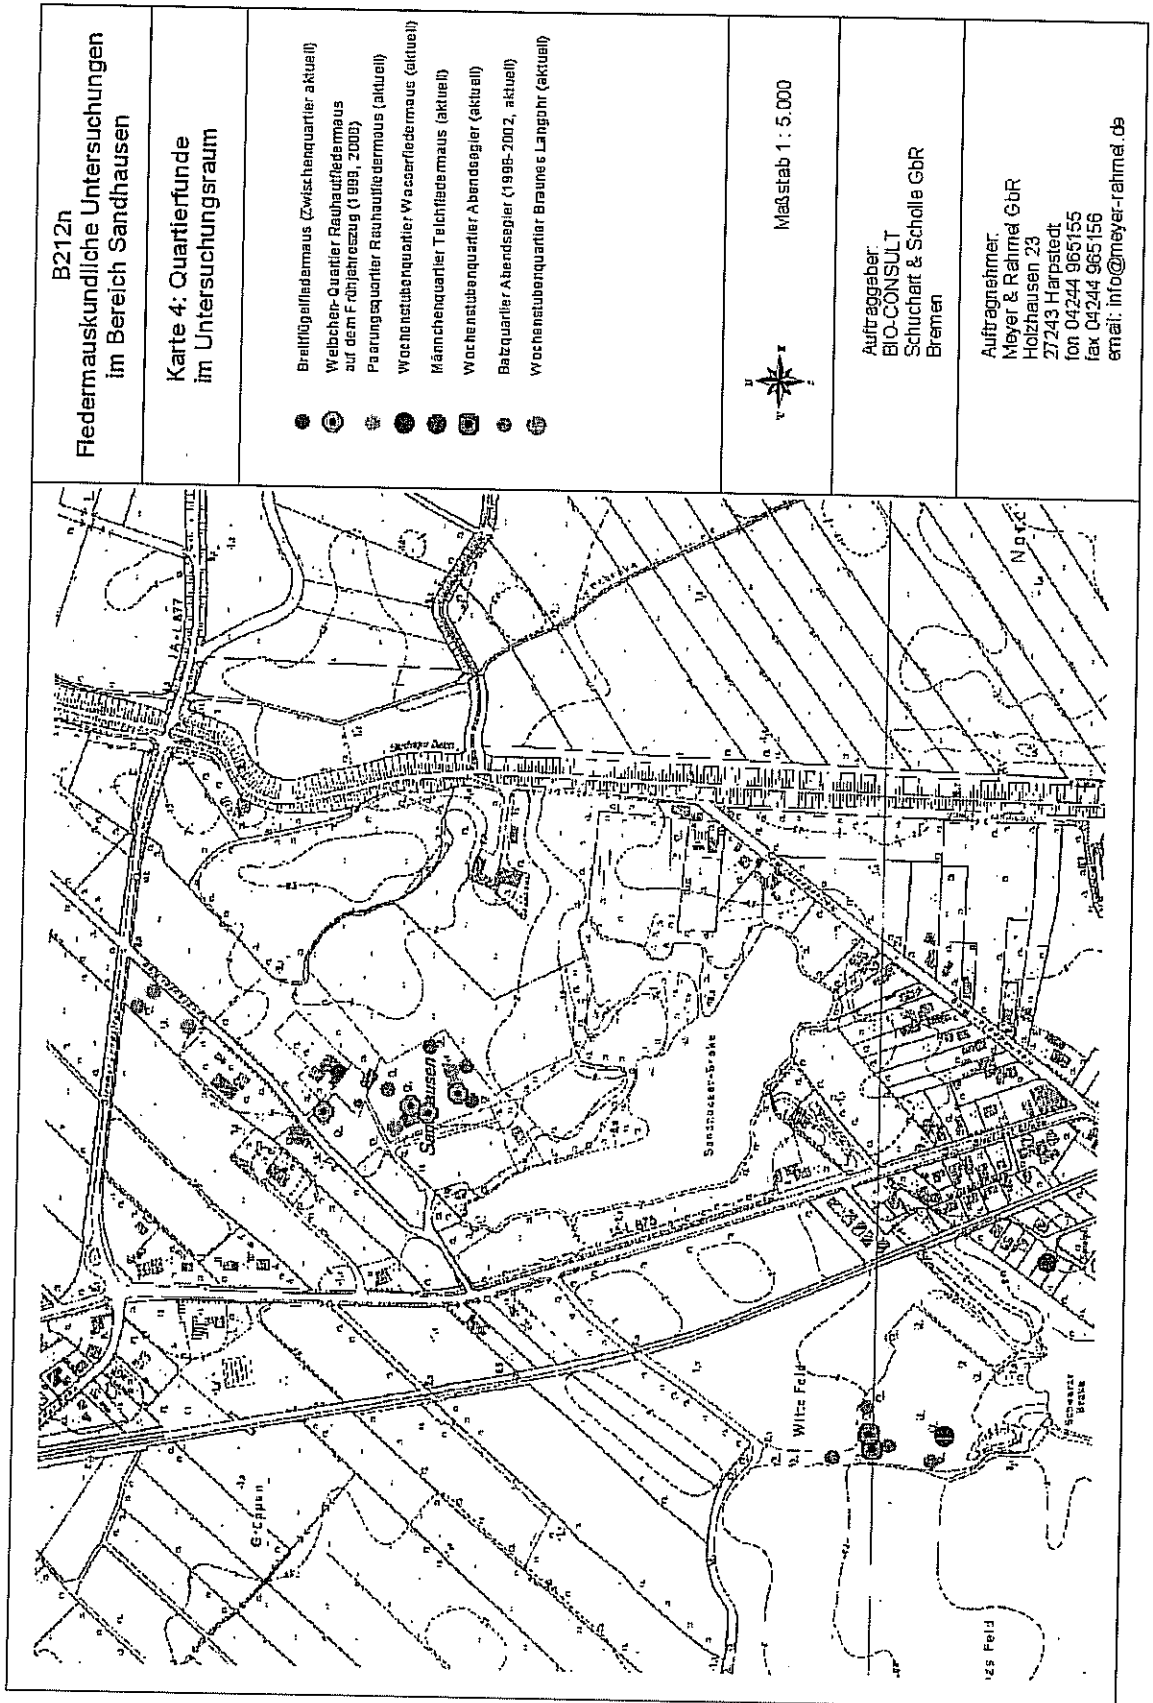 B212n
Fledermauskundliche Untersuchungen
im Bereich Sandhausen
Karte 4: Quartierfunde
im Untersuchungsraum
Breitflügelfledermaus (Zwischenquartier aktuell)
Weibchen-Quartier Rauhautfledermaus
auf dem Frühjahreszug (1999, 2000)
Paarungsquartier Rauhautfledermaus (aktuell)
Wochenstubenquartier Wasserfledermaus (aktuell)
Männchenquartier Teichfledermaus (aktuell)
Wochenstubenquartier Abendsegler (aktuell)
Balzquartier Abendsegler (1998-2002, aktuell)
Wochenstubenquartier Braunes Langohr (aktuell)
Maßstab 1 : 5.000
Auftraggeber:
BIO-CONSULT
Schuchart & Scholle GbR
Bremen
Auftragnehmer:
Meyer & Rahmel GbR
Holzhausen 23
27243 Harpstedt
fon 04244 965155
fax 04244 965156
email: info@meyer-rahmel.de
L 877
Sandhausen
L 875
Witte Feld
Schwarze
Brake
Nord
Feld